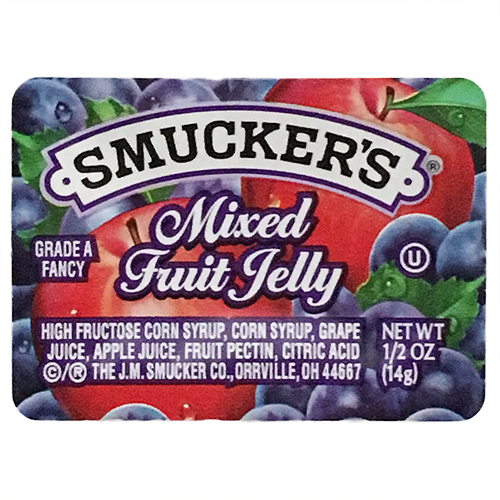 SMUCKER'S®
Mixed
Fruit Jelly
GRADE A
FANCY
U
HIGH FRUCTOSE CORN SYRUP, CORN SYRUP, GRAPE
JUICE, APPLE JUICE, FRUIT PECTIN, CITRIC ACID
©/® THE J.M. SMUCKER CO., ORRVILLE, OH 44667
NET WT
1/2 OZ
(14g)